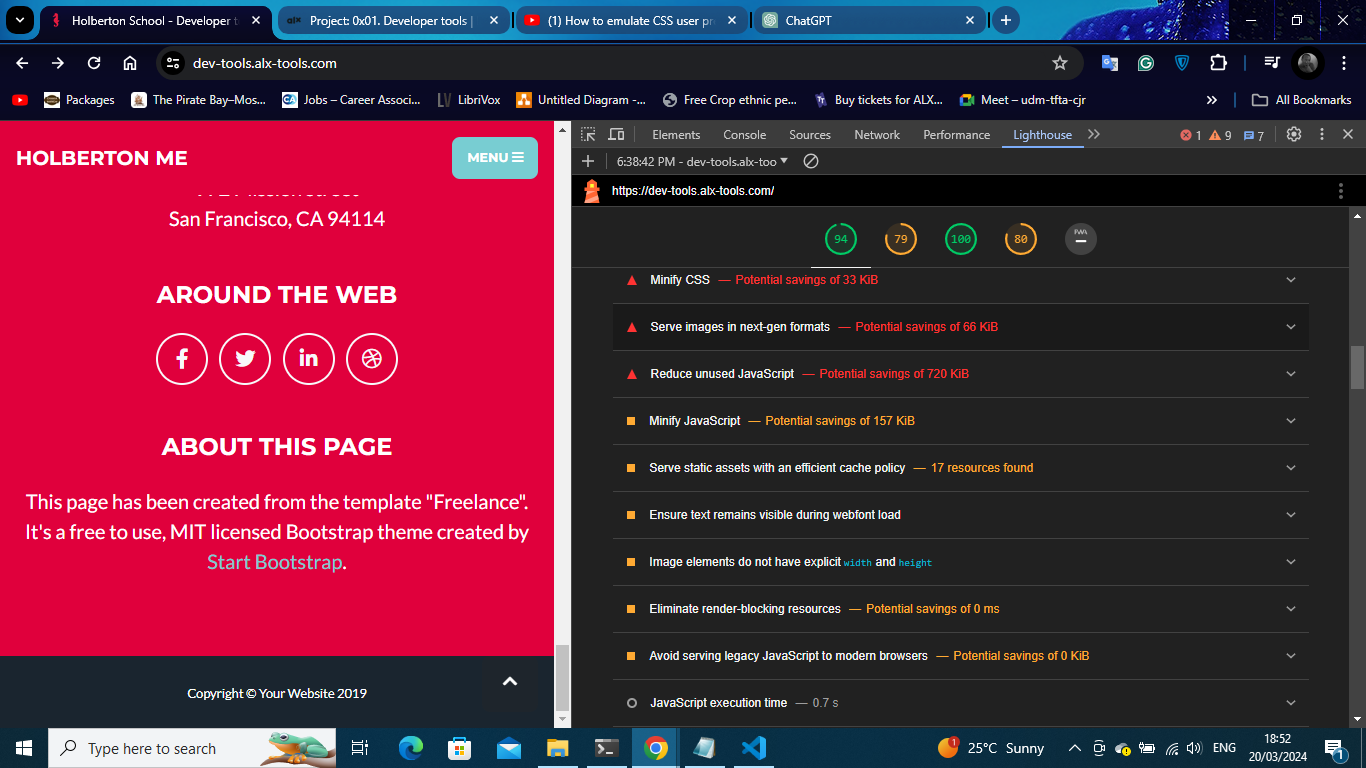 Holberton School - Developer t
Project: 0x01. Developer tools |
(1) How to emulate CSS user pr
ChatGPT
dev-tools.alx-tools.com
Packages
The Pirate Bay–Mos...
Jobs – Career Associ...
LibriVox
Untitled Diagram -...
Free Crop ethnic pe...
Buy tickets for ALX...
Meet – udm-tfta-cjr
All Bookmarks
HOLBERTON ME
MENU
San Francisco, CA 94114
AROUND THE WEB
ABOUT THIS PAGE
This page has been created from the template "Freelance".
It's a free to use, MIT licensed Bootstrap theme created by
Start Bootstrap.
Copyright © Your Website 2019
Elements Console Sources Network Performance Lighthouse
1 9 7
6:38:42 PM - dev-tools.alx-too
https://dev-tools.alx-tools.com/
94 79 100 80 PWA
Minify CSS — Potential savings of 33 KiB
Serve images in next-gen formats — Potential savings of 66 KiB
Reduce unused JavaScript — Potential savings of 720 KiB
Minify JavaScript — Potential savings of 157 KiB
Serve static assets with an efficient cache policy — 17 resources found
Ensure text remains visible during webfont load
Image elements do not have explicit width and height
Eliminate render-blocking resources — Potential savings of 0 ms
Avoid serving legacy JavaScript to modern browsers — Potential savings of 0 KiB
JavaScript execution time — 0.7 s
Type here to search
1
25°C Sunny
ENG
18:52
20/03/2024
1